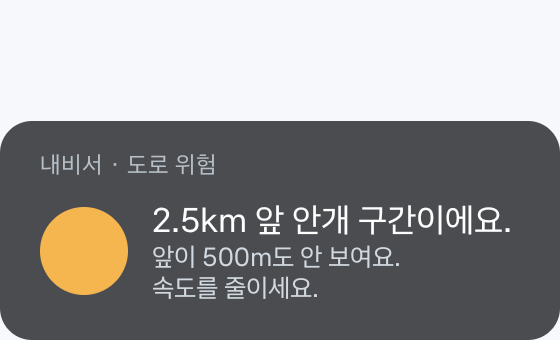 내비서 · 도로 위험
2.5km 앞 안개 구간이에요.
앞이 500m도 안 보여요.
속도를 줄이세요.